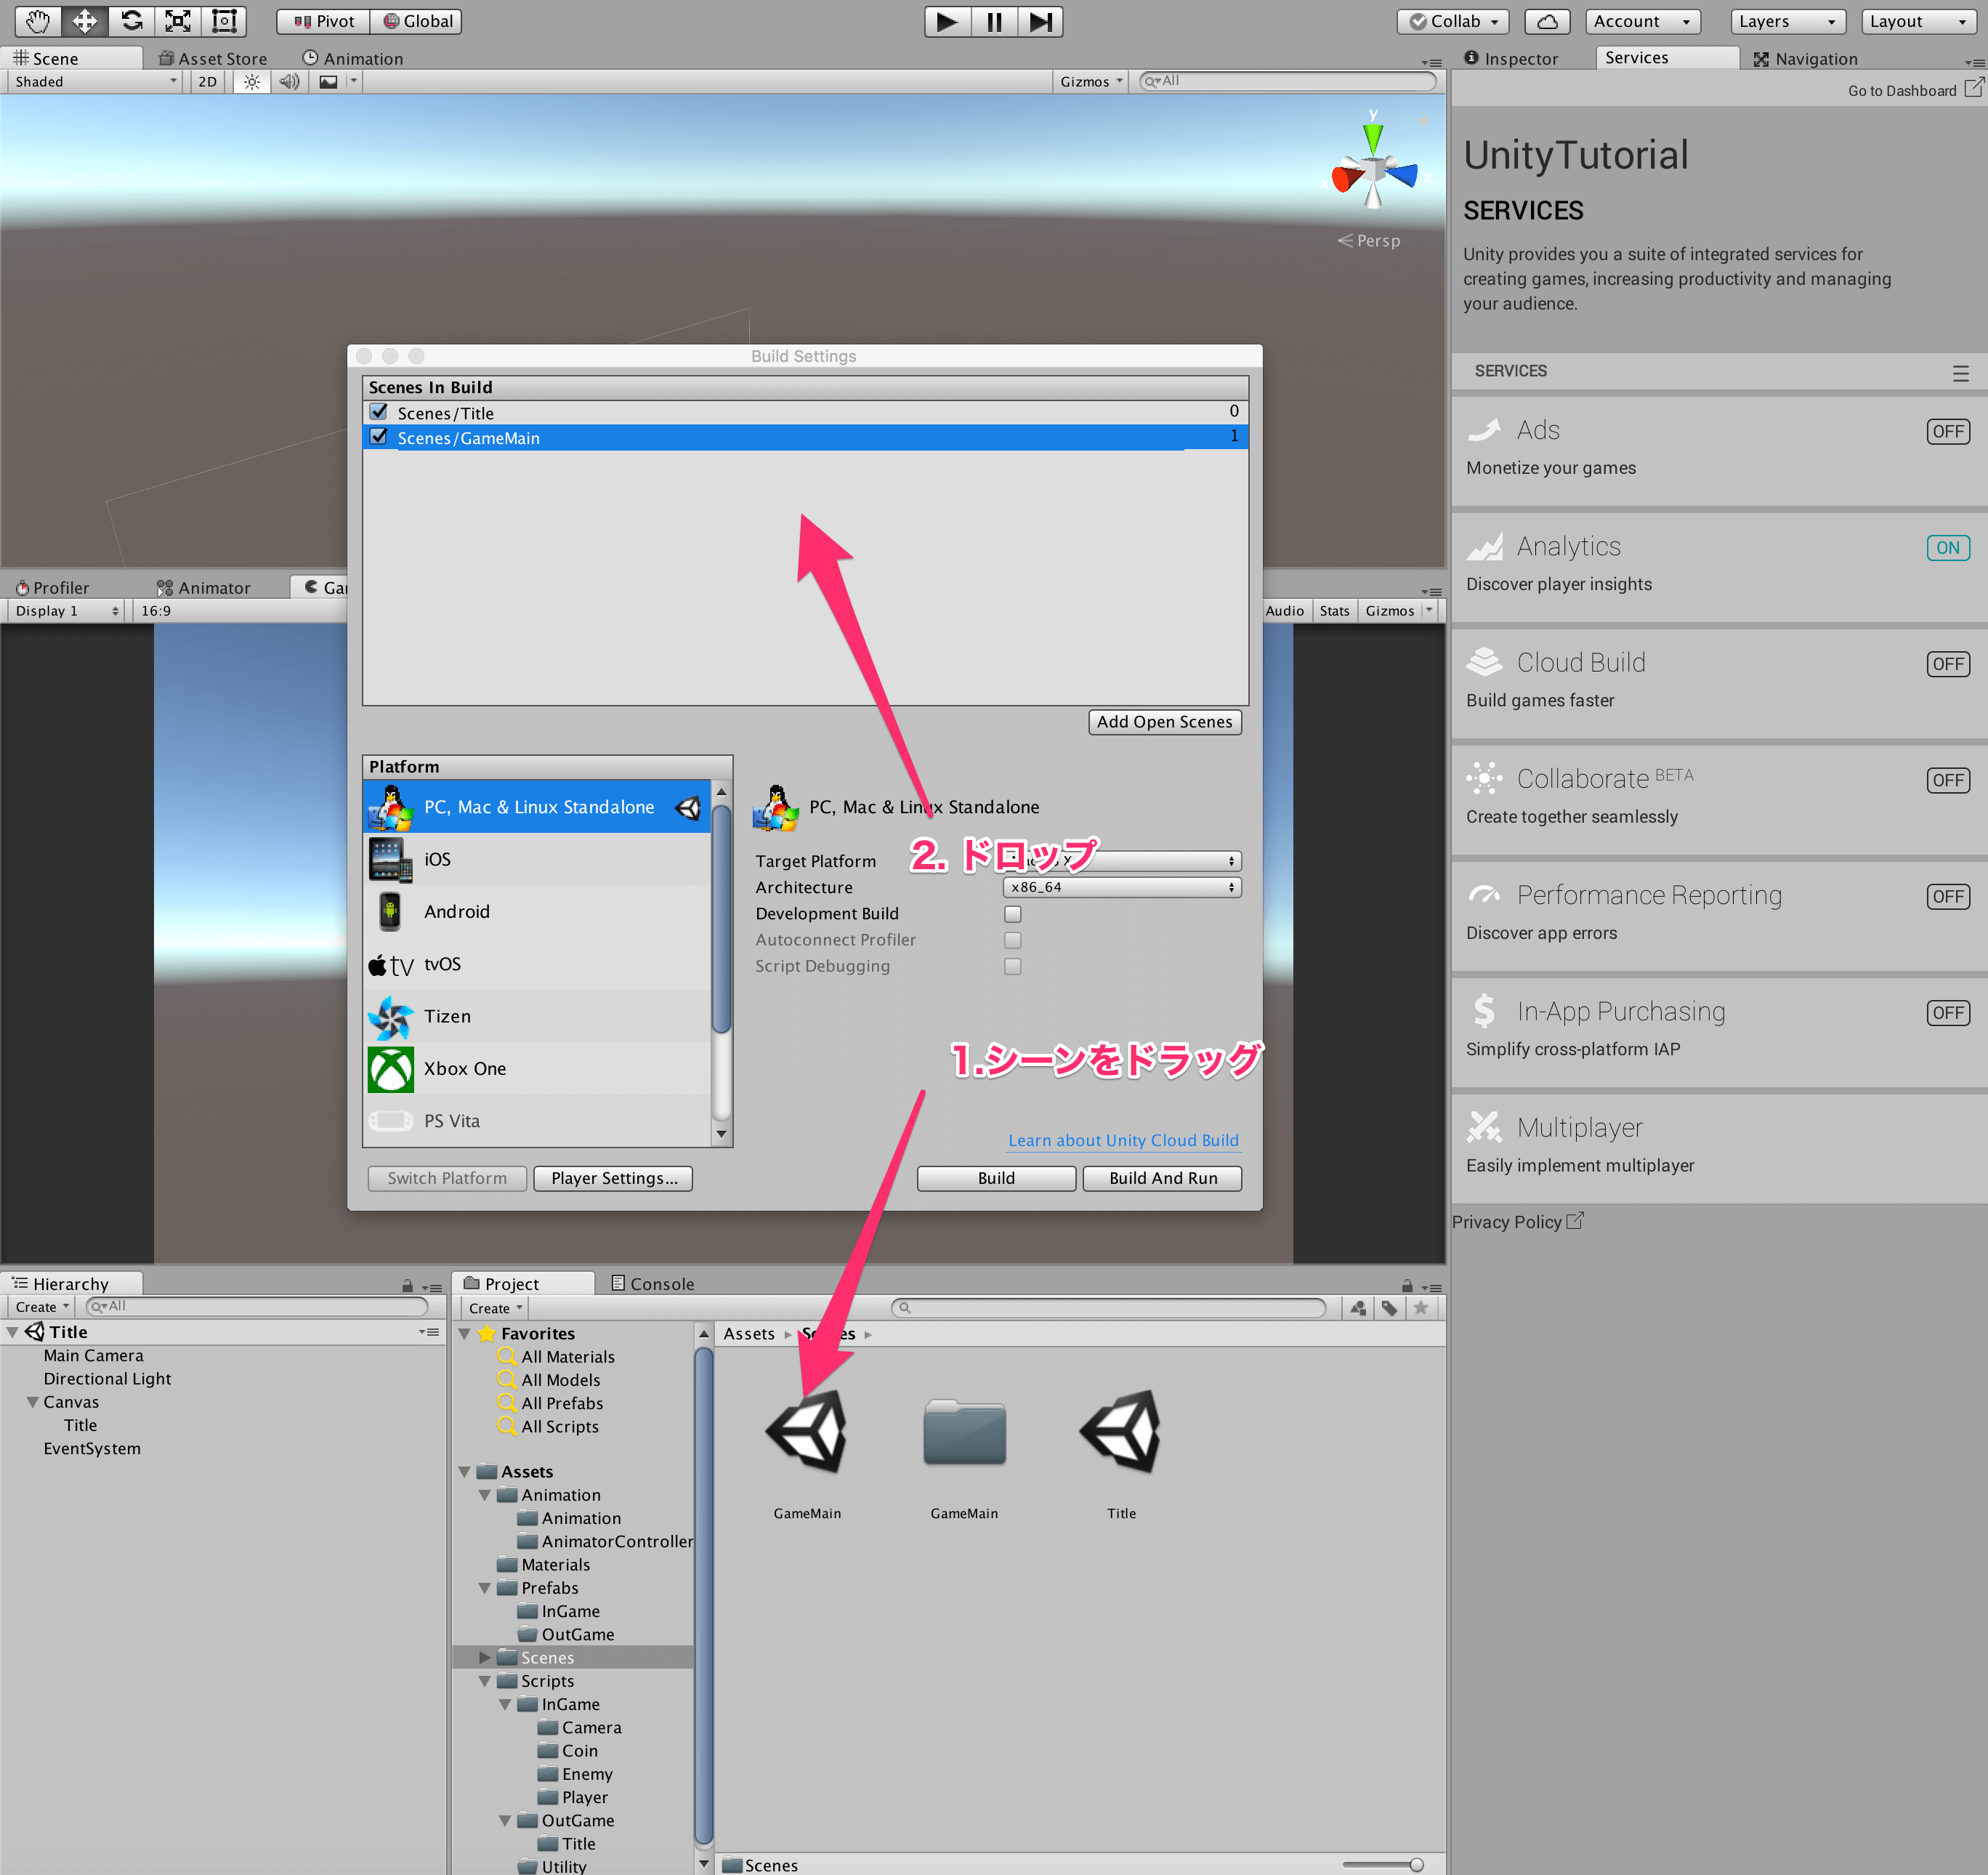 Pivot Global Collab Account Layers Layout
Scene Asset Store Animation
Shaded 2D Gizmos All
y
x
Persp
Inspector Services Navigation
Go to Dashboard
UnityTutorial
SERVICES
Unity provides you a suite of integrated services for
creating games, increasing productivity and managing
your audience.
SERVICES
Ads OFF
Monetize your games
Analytics ON
Discover player insights
Cloud Build OFF
Build games faster
Collaborate BETA OFF
Create together seamlessly
Performance Reporting OFF
Discover app errors
In-App Purchasing OFF
Simplify cross-platform IAP
Multiplayer
Easily implement multiplayer
Privacy Policy
Profiler Animator
Display 1 16:9 Audio Stats Gizmos
Build Settings
Scenes In Build
Scenes/Title 0
Scenes/GameMain 1
Add Open Scenes
Platform
PC, Mac & Linux Standalone
iOS
Android
tv tvOS
Tizen
Xbox One
PS Vita
PC, Mac & Linux Standalone
Target Platform
2. ドロップ
Architecture x86_64
Development Build
Autoconnect Profiler
Script Debugging
1.シーンをドラッグ
Learn about Unity Cloud Build
Switch Platform Player Settings... Build Build And Run
Hierarchy
Create All
Title
Main Camera
Directional Light
Canvas
Title
EventSystem
Project Console
Create
Favorites
All Materials
All Models
All Prefabs
All Scripts
Assets
Animation
Animation
AnimatorController
Materials
Prefabs
InGame
OutGame
Scenes
Scripts
InGame
Camera
Coin
Enemy
Player
OutGame
Title
Utility
Assets Scenes
GameMain GameMain Title
Scenes